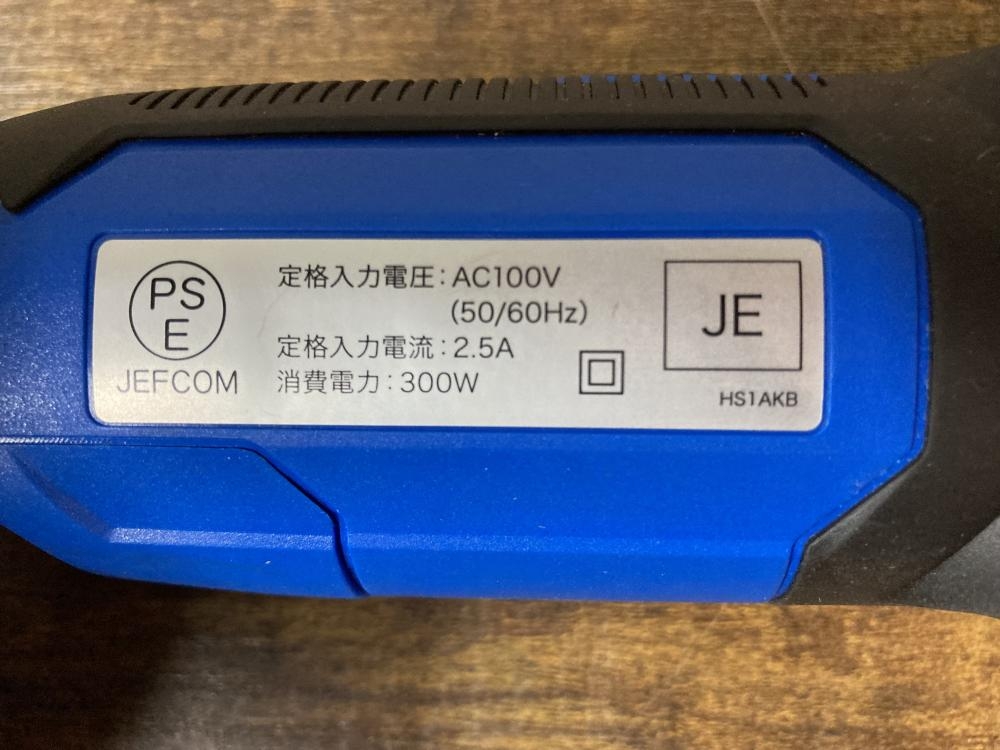 PS
E
JEFCOM
定格入力電圧：AC100V
(50/60Hz)
定格入力電流：2.5A
消費電力：300W
JE
HS1AKB